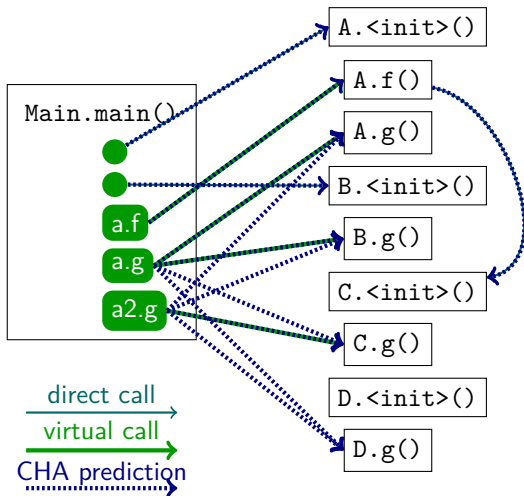 A.<init>()
A.f()
Main.main()
A.g()
B.<init>()
a.f
B.g()
a.g
C.<init>()
a2.g
C.g()
D.<init>()
direct call
virtual call
D.g()
CHA prediction